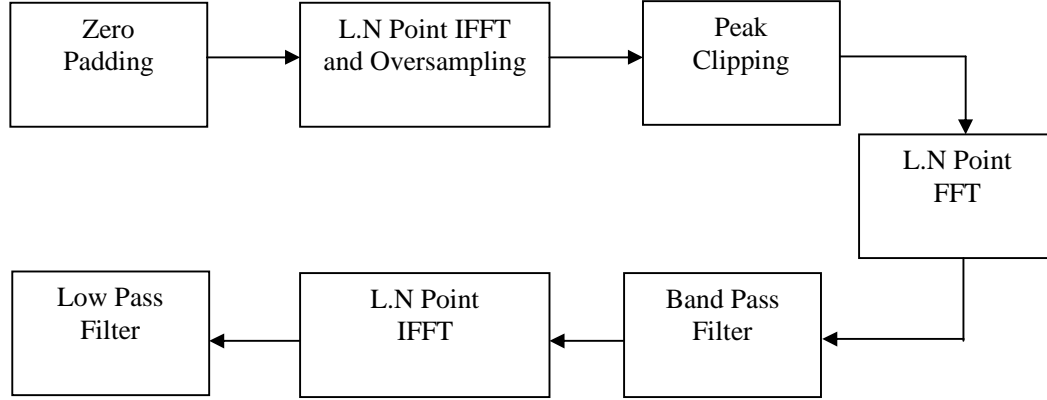 Zero
Padding
L.N Point IFFT
and Oversampling
Peak
Clipping
L.N Point
FFT
Band Pass
Filter
L.N Point
IFFT
Low Pass
Filter